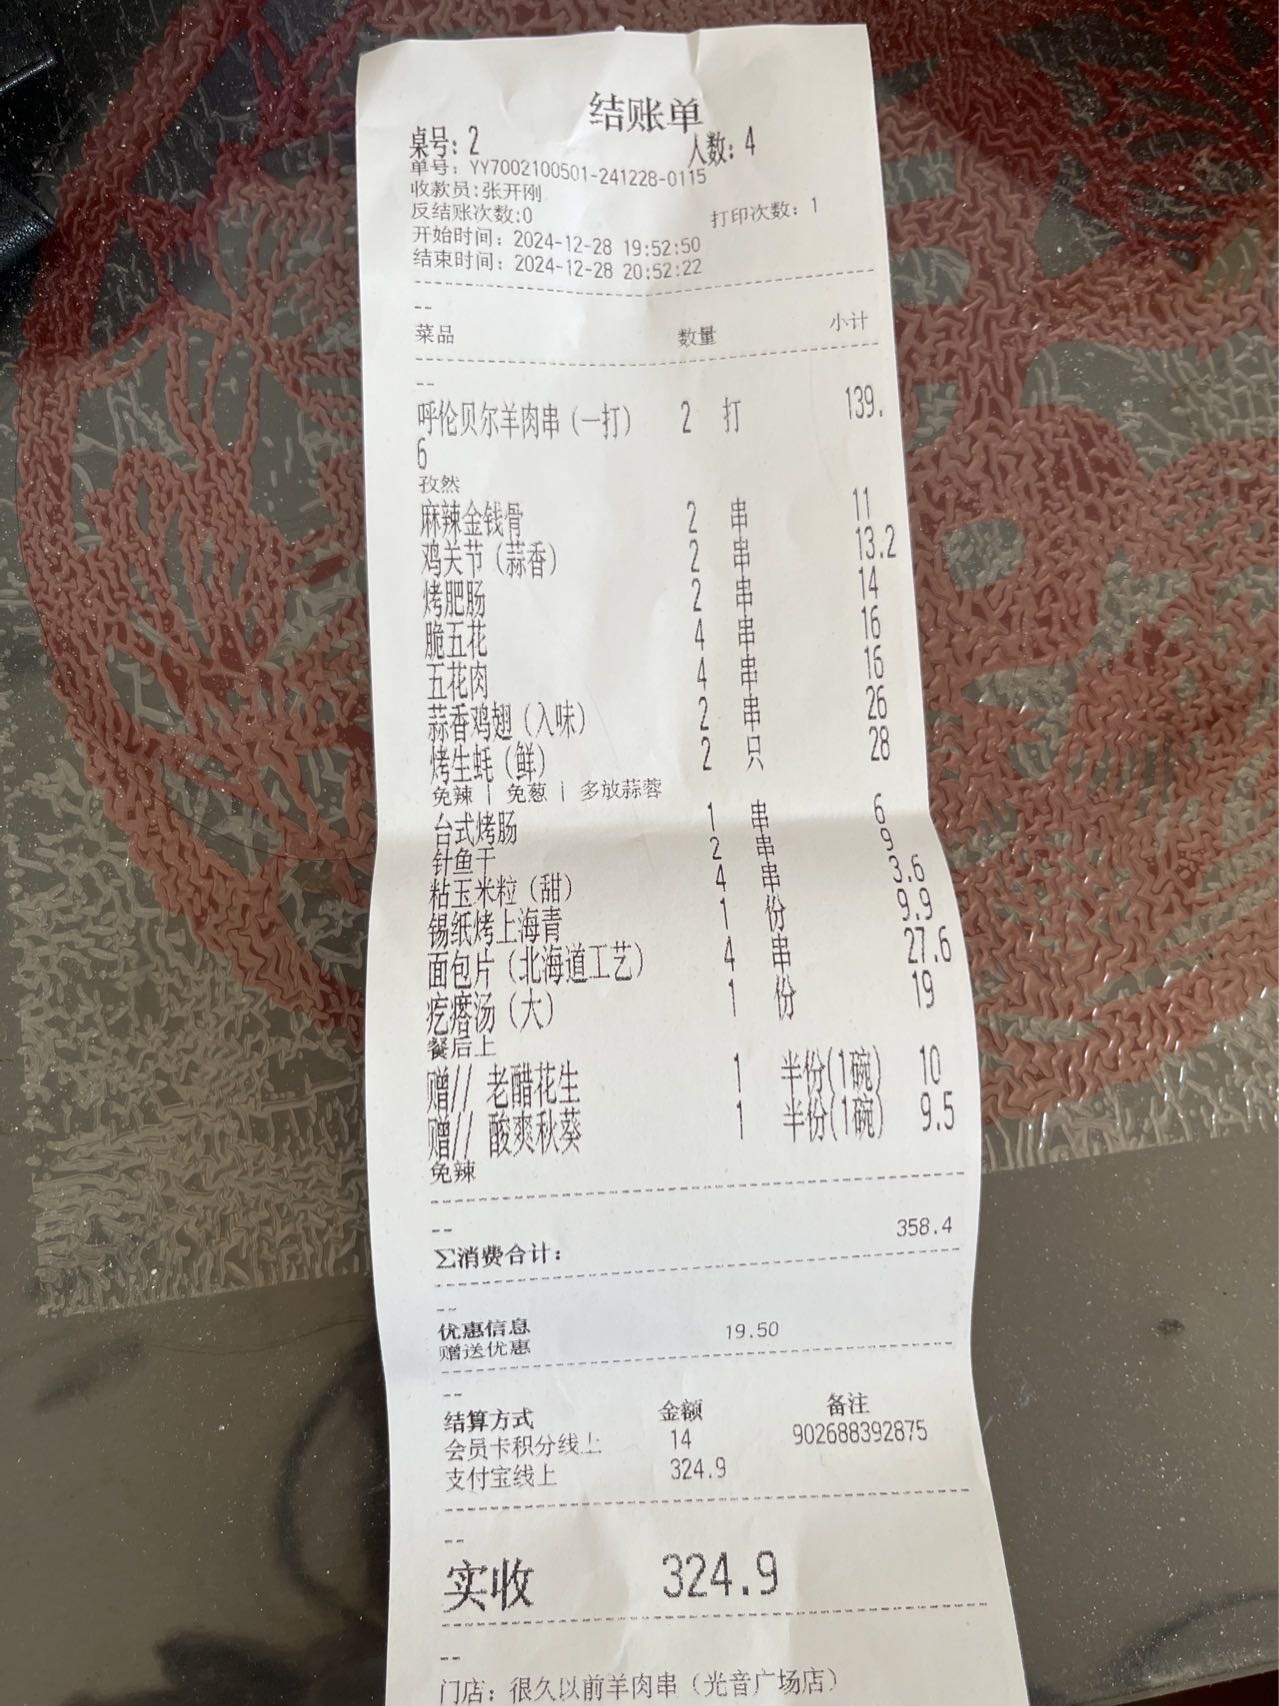 结账单
桌号: 2 人数: 4
单号: YY7002100501-241228-0115
收款员:张开刚
反结账次数:0 打印次数: 1
开始时间: 2024-12-28 19:52:50
结束时间: 2024-12-28 20:52:22
--
菜品 数量 小计
--
呼伦贝尔羊肉串(一打) 2 打 139.
6
孜然
麻辣金钱骨 2 串 11
鸡关节(蒜香) 2 串 13.2
烤肥肠 2 串 14
脆五花 4 串 16
五花肉 4 串 16
蒜香鸡翅(入味) 2 串 26
烤生蚝(鲜) 2 只 28
免辣 | 免葱 | 多放蒜蓉
台式烤肠 1 串 6
针鱼干 2 串 9
粘玉米粒(甜) 4 串 3.6
锡纸烤上海青 1 份 9.9
面包片(北海道工艺) 4 串 27.6
疙瘩汤(大) 1 份 19
餐后上
赠// 老醋花生 1 半份(1碗) 10
赠// 酸爽秋葵 1 半份(1碗) 9.5
免辣
--
∑消费合计: 358.4
--
优惠信息
赠送优惠 19.50
--
结算方式 金额 备注
会员卡积分线上 14 902688392875
支付宝线上 324.9
--
实收 324.9
--
门店: 很久以前羊肉串(光音广场店)